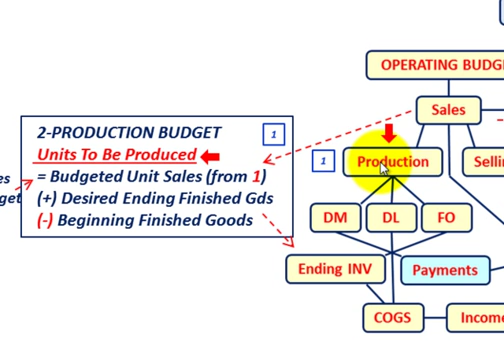 OPERATING BUDGE
Sales
2-PRODUCTION BUDGET
1
Units To Be Produced
= Budgeted Unit Sales (from 1)
(+) Desired Ending Finished Gds
(-) Beginning Finished Goods
es
get
1
Production
Sellin
DM
DL
FO
Ending INV
Payments
COGS
Income